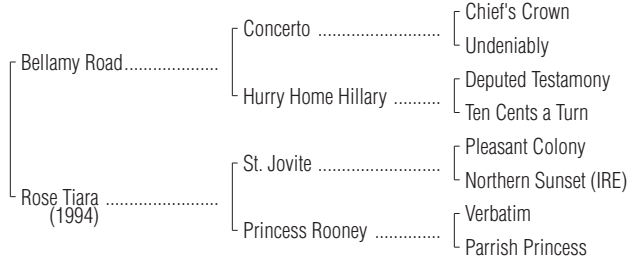 Chief's Crown
Concerto ........................
Undeniably
Bellamy Road...................
Deputed Testamony
Hurry Home Hillary ..........
Ten Cents a Turn
Pleasant Colony
St. Jovite ........................
Northern Sunset (IRE)
Rose Tiara .......................
(1994)
Verbatim
Princess Rooney ...............
Parrish Princess